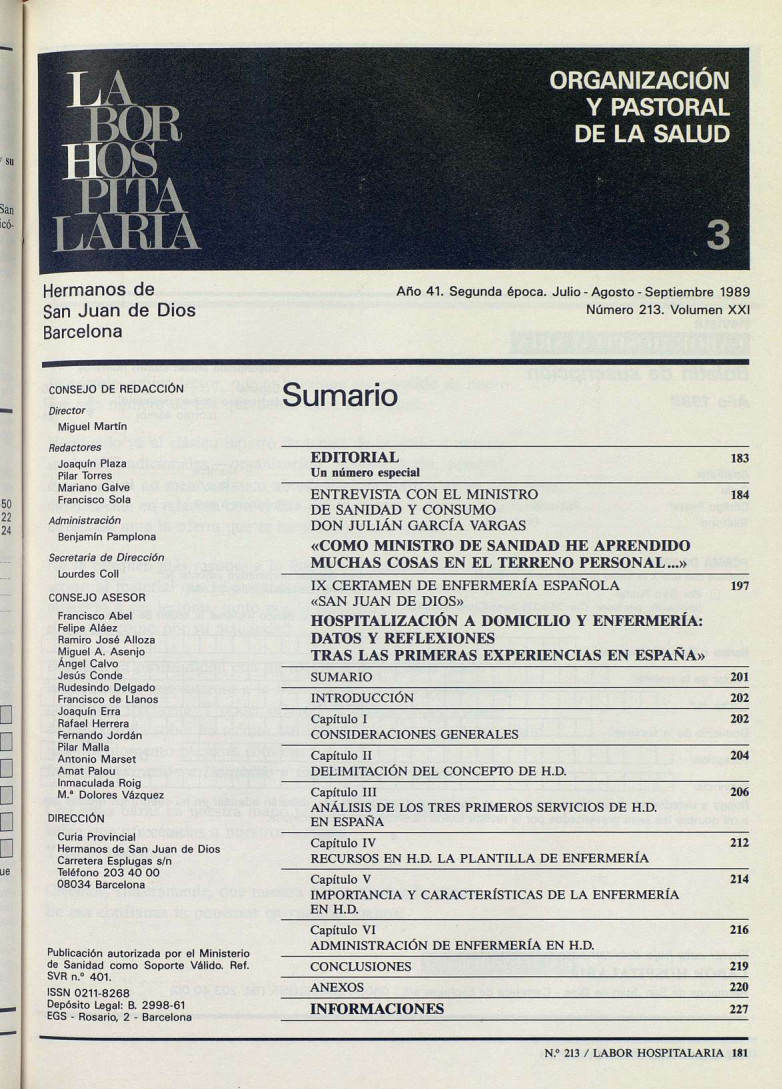 LA
BOR
HOS
PITA
LARIA
ORGANIZACIÓN
Y PASTORAL
DE LA SALUD
3
Hermanos de
San Juan de Dios
Barcelona
Año 41. Segunda época. Julio - Agosto - Septiembre 1989
Número 213. Volumen XXI
CONSEJO DE REDACCIÓN
Director
Miguel Martín
Redactores
Joaquín Plaza
Pilar Torres
Mariano Galve
Francisco Sola
Administración
Benjamín Pamplona
Secretaria de Dirección
Lourdes Coll
CONSEJO ASESOR
Francisco Abel
Felipe Aláez
Ramiro José Alloza
Miguel A. Asenjo
Ángel Calvo
Jesús Conde
Rudesindo Delgado
Francisco de Llanos
Joaquín Erra
Rafael Herrera
Fernando Jordán
Pilar Malla
Antonio Marset
Amat Palou
Inmaculada Roig
M.ª Dolores Vázquez
DIRECCIÓN
Curia Provincial
Hermanos de San Juan de Dios
Carretera Esplugas s/n
Teléfono 203 40 00
08034 Barcelona
Publicación autorizada por el Ministerio
de Sanidad como Soporte Válido. Ref.
SVR n.º 401.
ISSN 0211-8268
Depósito Legal: B. 2998-61
EGS - Rosario, 2 - Barcelona
Sumario
EDITORIAL 183
Un número especial
ENTREVISTA CON EL MINISTRO 184
DE SANIDAD Y CONSUMO
DON JULIÁN GARCÍA VARGAS
«COMO MINISTRO DE SANIDAD HE APRENDIDO
MUCHAS COSAS EN EL TERRENO PERSONAL...»
IX CERTAMEN DE ENFERMERÍA ESPAÑOLA 197
«SAN JUAN DE DIOS»
HOSPITALIZACIÓN A DOMICILIO Y ENFERMERÍA:
DATOS Y REFLEXIONES
TRAS LAS PRIMERAS EXPERIENCIAS EN ESPAÑA»
SUMARIO 201
INTRODUCCIÓN 202
Capítulo I 202
CONSIDERACIONES GENERALES
Capítulo II 204
DELIMITACIÓN DEL CONCEPTO DE H.D.
Capítulo III 206
ANÁLISIS DE LOS TRES PRIMEROS SERVICIOS DE H.D.
EN ESPAÑA
Capítulo IV 212
RECURSOS EN H.D. LA PLANTILLA DE ENFERMERÍA
Capítulo V 214
IMPORTANCIA Y CARACTERÍSTICAS DE LA ENFERMERÍA
EN H.D.
Capítulo VI 216
ADMINISTRACIÓN DE ENFERMERÍA EN H.D.
CONCLUSIONES 219
ANEXOS 220
INFORMACIONES 227
N.º 213 / LABOR HOSPITALARIA 181